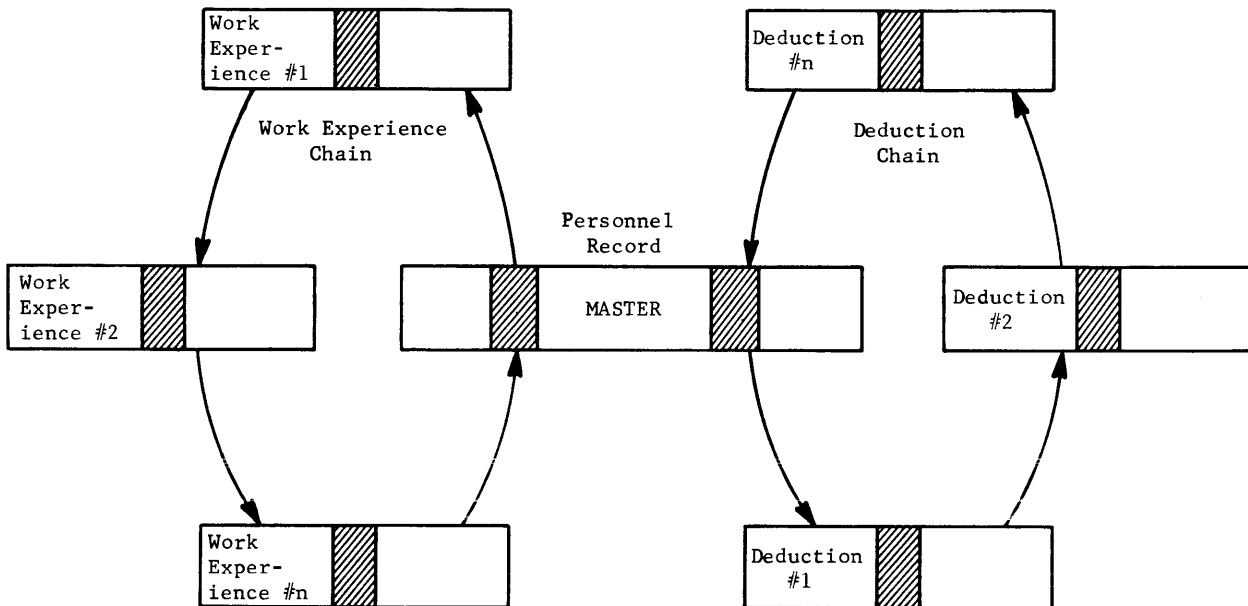 Work
Exper-
ience #1
Deduction
#n
Work Experience
Chain
Deduction
Chain
Personnel
Record
Work
Exper-
ience #2
MASTER
Deduction
#2
Work
Exper-
ience #n
Deduction
#1